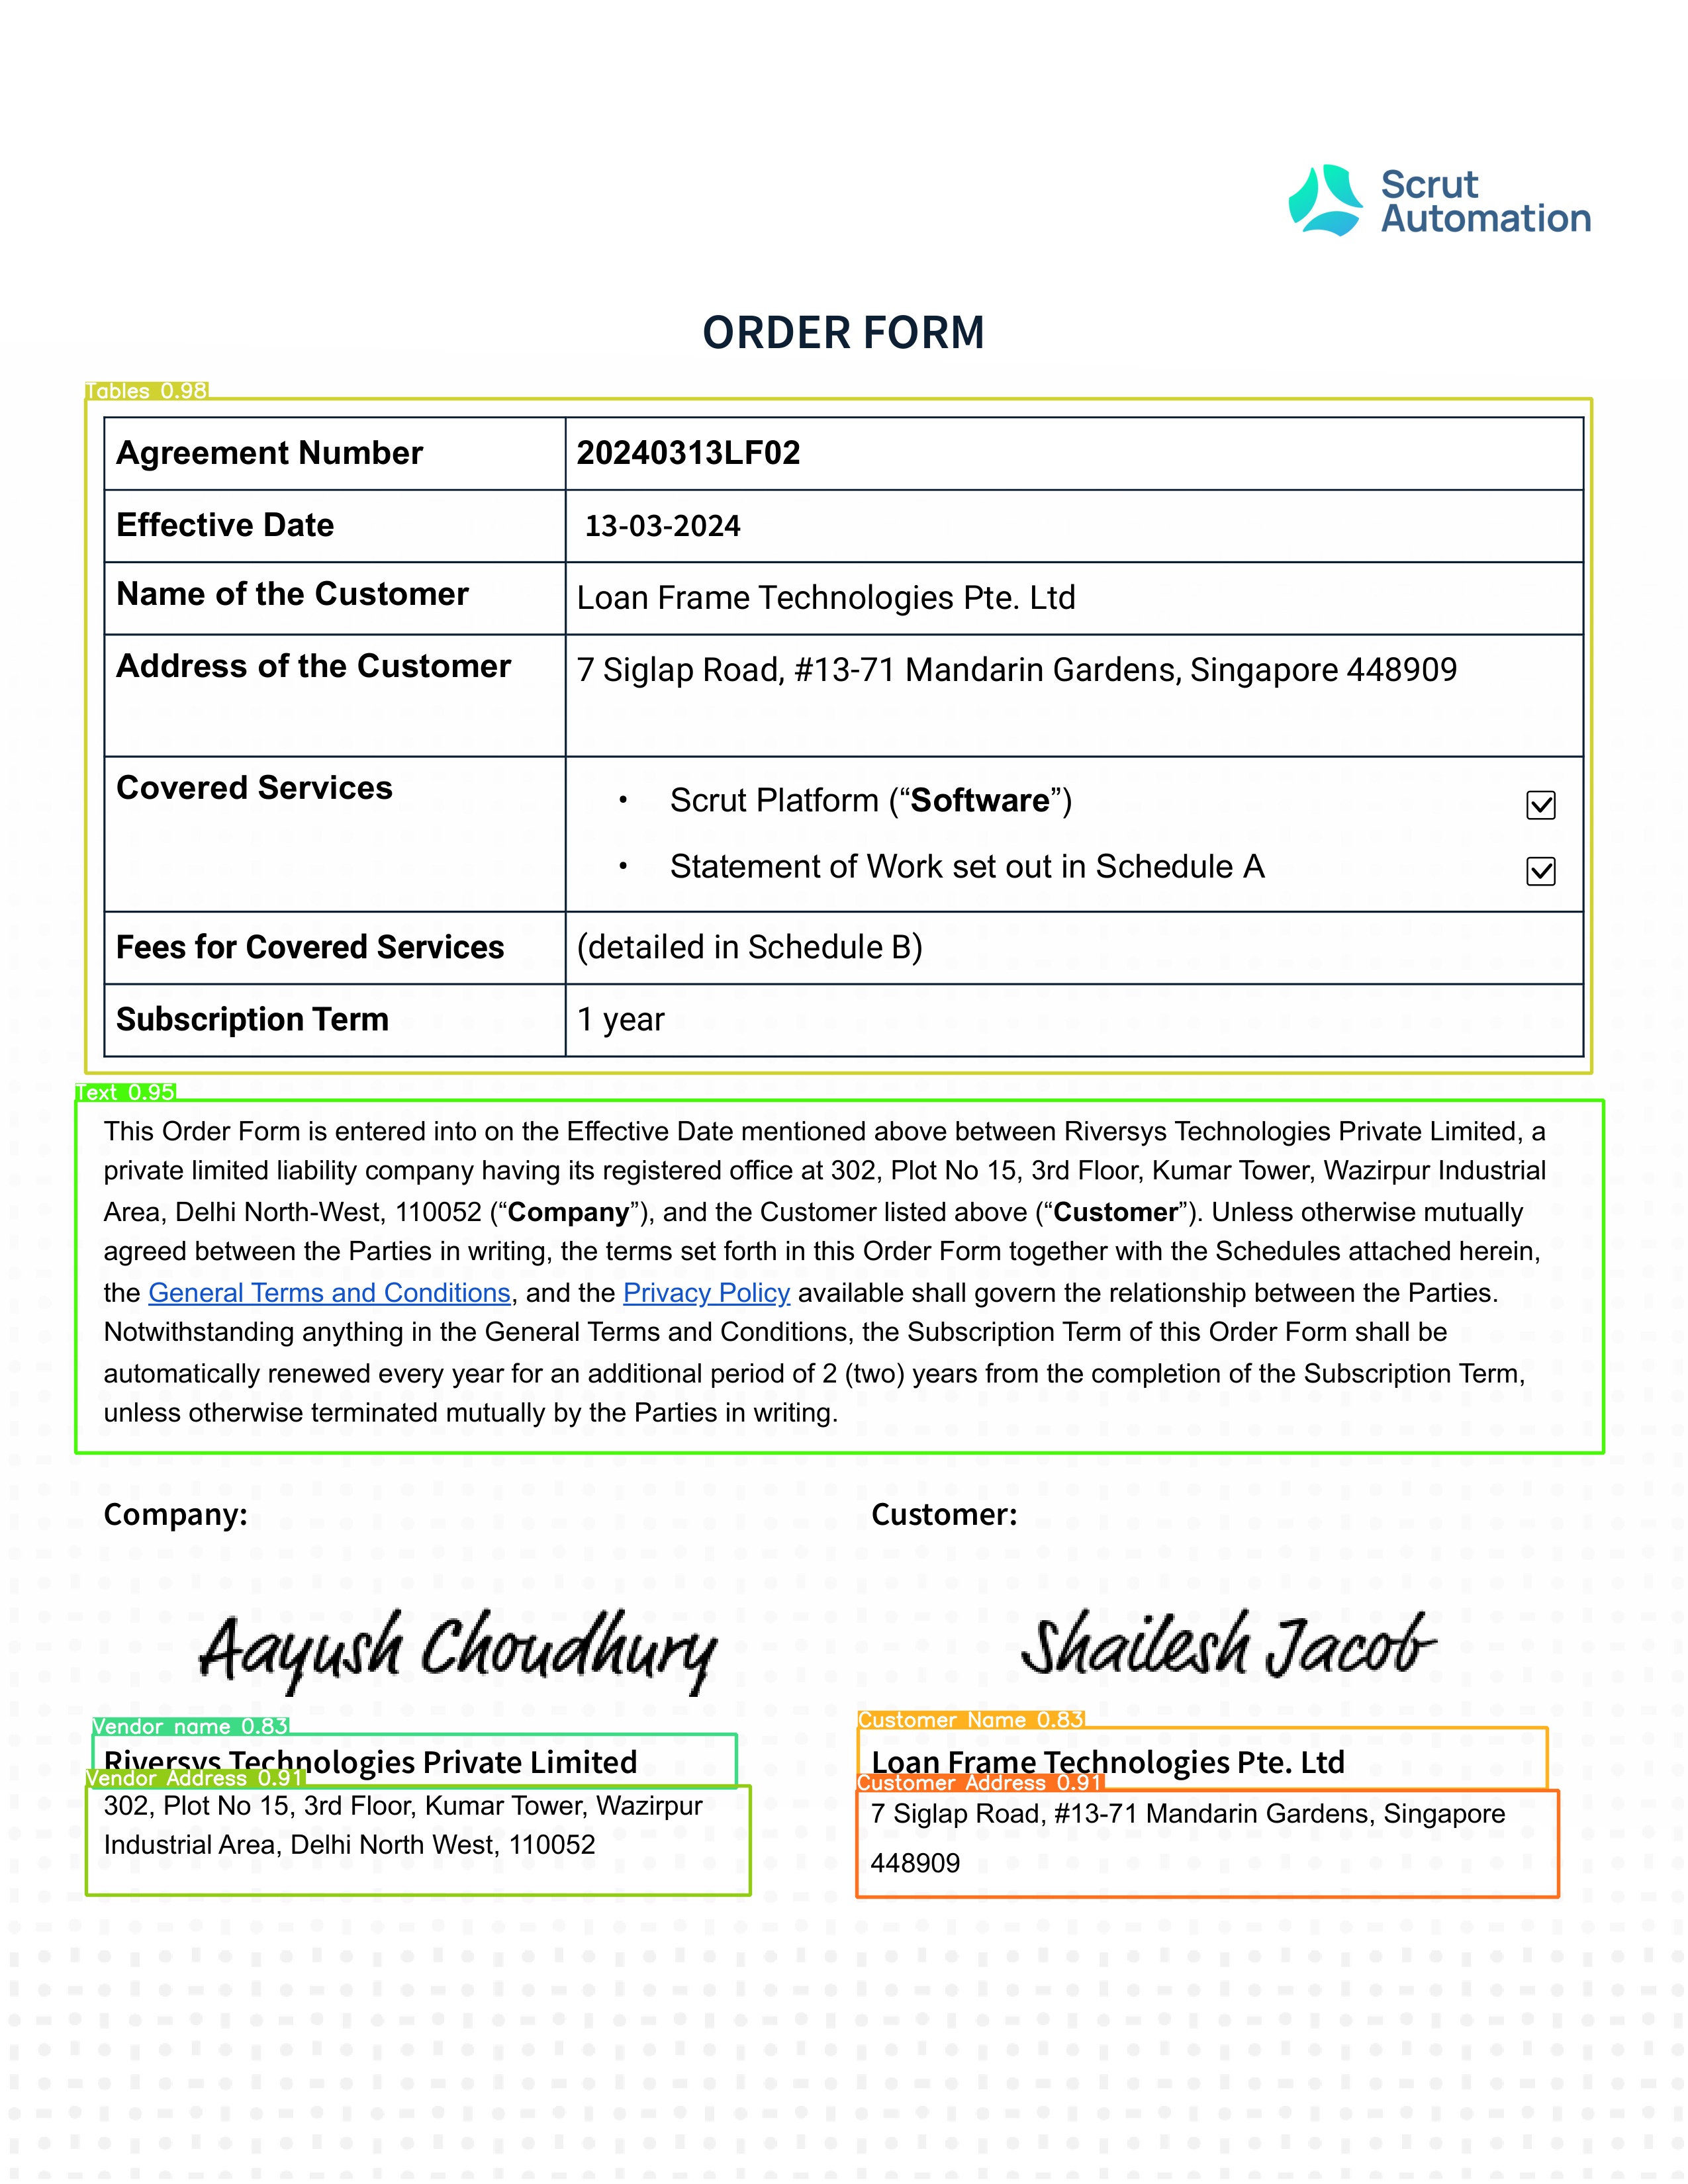 Scrut
Automation
ORDER FORM
Tables 0.98
Agreement Number 20240313LF02
Effective Date 13-03-2024
Name of the Customer Loan Frame Technologies Pte. Ltd
Address of the Customer 7 Siglap Road, #13-71 Mandarin Gardens, Singapore 448909
Covered Services • Scrut Platform (“Software”)
• Statement of Work set out in Schedule A
Fees for Covered Services (detailed in Schedule B)
Subscription Term 1 year
Text 0.95
This Order Form is entered into on the Effective Date mentioned above between Riversys Technologies Private Limited, a
private limited liability company having its registered office at 302, Plot No 15, 3rd Floor, Kumar Tower, Wazirpur Industrial
Area, Delhi North-West, 110052 (“Company”), and the Customer listed above (“Customer”). Unless otherwise mutually
agreed between the Parties in writing, the terms set forth in this Order Form together with the Schedules attached herein,
the General Terms and Conditions, and the Privacy Policy available shall govern the relationship between the Parties.
Notwithstanding anything in the General Terms and Conditions, the Subscription Term of this Order Form shall be
automatically renewed every year for an additional period of 2 (two) years from the completion of the Subscription Term,
unless otherwise terminated mutually by the Parties in writing.
Company: Customer:
Aayush Choudhury Shailesh Jacob
Vendor name 0.83 Customer Name 0.83
Riversys Technologies Private Limited Loan Frame Technologies Pte. Ltd
Vendor Address 0.91 Customer Address 0.91
302, Plot No 15, 3rd Floor, Kumar Tower, Wazirpur 7 Siglap Road, #13-71 Mandarin Gardens, Singapore
Industrial Area, Delhi North West, 110052 448909